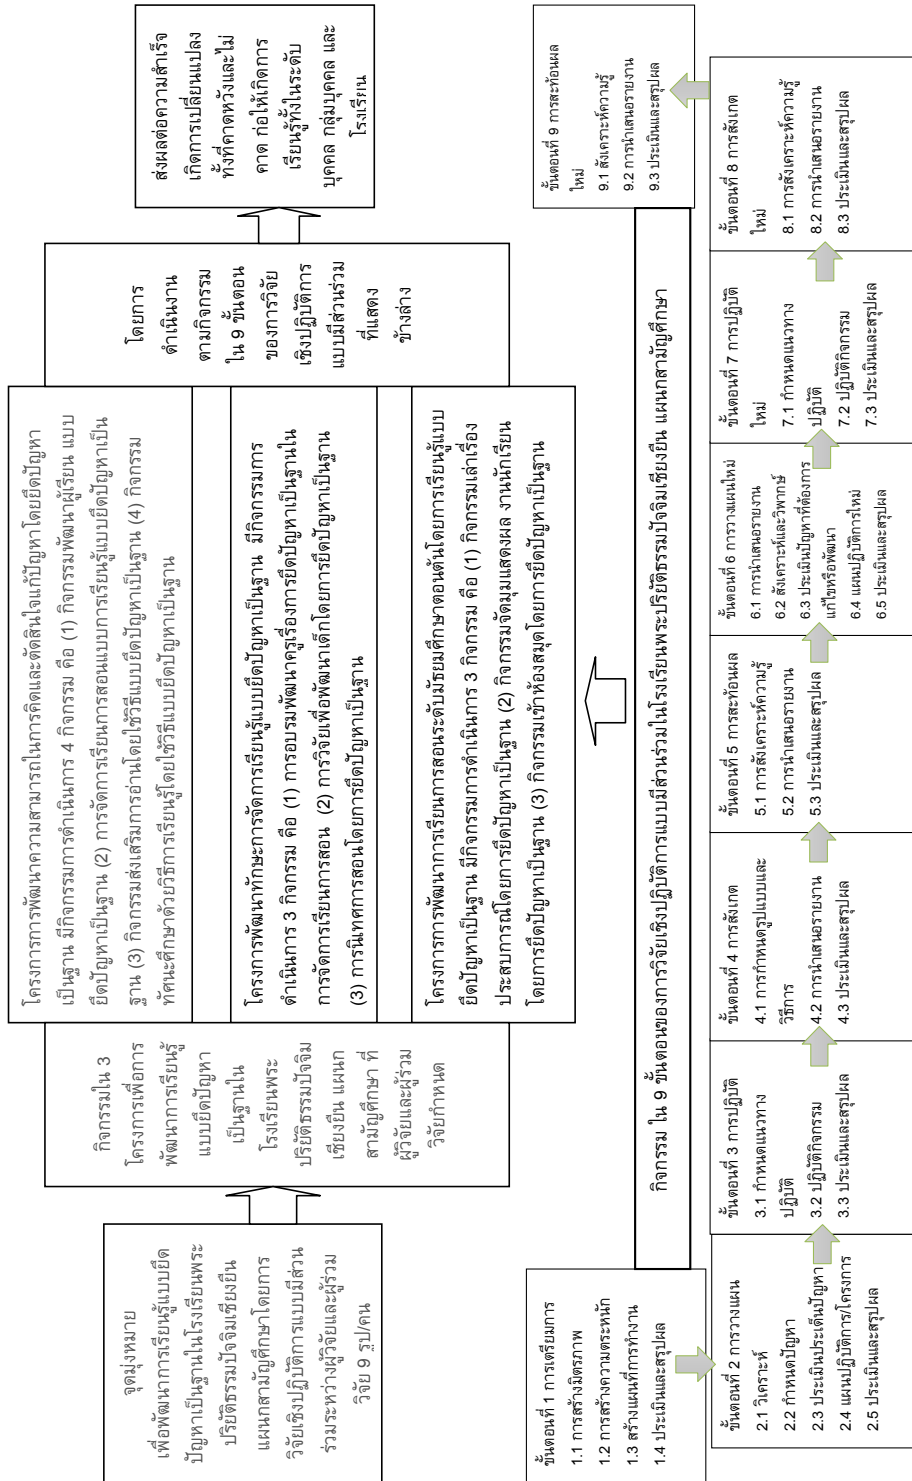 จุดมุ่งหมาย
เพื่อพัฒนาการเรียนรู้แบบยึด
ปัญหาเป็นฐานในโรงเรียนพระ
ปริยัติธรรมปัจฉิมเชียงยืน
แผนกสามัญศึกษาโดยการ
วิจัยเชิงปฏิบัติการแบบมีส่วน
ร่วมระหว่างผู้วิจัยและผู้ร่วม
วิจัย 9 รูป/คน
กิจกรรมใน 3
โครงการเพื่อการ
พัฒนาการเรียนรู้
แบบยึดปัญหา
เป็นฐานใน
โรงเรียนพระ
ปริยัติธรรมปัจฉิม
เชียงยืน แผนก
สามัญศึกษา ที่
ผู้วิจัยและผู้ร่วม
วิจัยกำหนด
โครงการการพัฒนาความสามารถในการคิดและตัดสินใจแก้ปัญหาโดยยึดปัญหา
เป็นฐาน มีกิจกรรมการดำเนินการ 4 กิจกรรม คือ (1) กิจกรรมพัฒนาผู้เรียน แบบ
ยึดปัญหาเป็นฐาน (2) การจัดการเรียนการสอนแบบการเรียนรู้แบบยึดปัญหาเป็น
ฐาน (3) กิจกรรมส่งเสริมการอ่านโดยใช้วิธีแบบยึดปัญหาเป็นฐาน (4) กิจกรรม
ทัศนะศึกษาด้วยวิธีการเรียนรู้โดยใช้วิธีแบบยึดปัญหาเป็นฐาน
โครงการพัฒนาทักษะการจัดการเรียนรู้แบบยึดปัญหาเป็นฐาน มีกิจกรรมการ
ดำเนินการ 3 กิจกรรม คือ (1) การอบรมพัฒนาครูเรื่องการยึดปัญหาเป็นฐานใน
การจัดการเรียนการสอน (2) การวิจัยเพื่อพัฒนาเด็กโดยการยึดปัญหาเป็นฐาน
(3) การนิเทศการสอนโดยการยึดปัญหาเป็นฐาน
โครงการพัฒนาการเรียนการสอนระดับมัธยมศึกษาตอนต้นโดยการเรียนรู้แบบ
ยึดปัญหาเป็นฐาน มีกิจกรรมการดำเนินการ 3 กิจกรรม คือ (1) กิจกรรมเล่าเรื่อง
ประสบการณ์โดยการยึดปัญหาเป็นฐาน (2) กิจกรรมจัดมุมแสดงผล งานนักเรียน
โดยการยึดปัญหาเป็นฐาน (3) กิจกรรมเข้าห้องสมุดโดยการยึดปัญหาเป็นฐาน
โดยการ
ดำเนินงาน
ตามกิจกรรม
ใน 9 ขั้นตอน
ของการวิจัย
เชิงปฏิบัติการ
แบบมีส่วนร่วม
ที่แสดง
ข้างล่าง
ส่งผลต่อความสำเร็จ
เกิดการเปลี่ยนแปลง
ทั้งที่คาดหวังและไม่
คาด ก่อให้เกิดการ
เรียนรู้ทั้งในระดับ
บุคคล กลุ่มบุคคล และ
โรงเรียน
กิจกรรม ใน 9 ขั้นตอนของการวิจัยเชิงปฏิบัติการแบบมีส่วนร่วมในโรงเรียนพระปริยัติธรรมปัจฉิมเชียงยืน แผนกสามัญศึกษา
ขั้นตอนที่ 1 การเตรียมการ
1.1 การสร้างมิตรภาพ
1.2 การสร้างความตระหนัก
1.3 สร้างแผนที่การทำงาน
1.4 ประเมินและสรุปผล
ขั้นตอนที่ 2 การวางแผน
2.1 วิเคราะห์
2.2 กำหนดปัญหา
2.3 ประเมินประเด็นปัญหา
2.4 แผนปฏิบัติการ/โครงการ
2.5 ประเมินและสรุปผล
ขั้นตอนที่ 3 การปฏิบัติ
3.1 กำหนดแนวทาง
ปฏิบัติ
3.2 ปฏิบัติกิจกรรม
3.3 ประเมินและสรุปผล
ขั้นตอนที่ 4 การสังเกต
4.1 การกำหนดรูปแบบและ
วิธีการ
4.2 การนำเสนอรายงาน
4.3 ประเมินและสรุปผล
ขั้นตอนที่ 5 การสะท้อนผล
5.1 การสังเคราะห์ความรู้
5.2 การนำเสนอรายงาน
5.3 ประเมินและสรุปผล
ขั้นตอนที่ 6 การวางแผนใหม่
6.1 การนำเสนอรายงาน
6.2 สังเคราะห์และวิพากษ์
6.3 ประเมินปัญหาที่ต้องการ
แก้ไขหรือพัฒนา
6.4 แผนปฏิบัติการใหม่
6.5 ประเมินและสรุปผล
ขั้นตอนที่ 7 การปฏิบัติ
ใหม่
7.1 กำหนดแนวทาง
ปฏิบัติ
7.2 ปฏิบัติกิจกรรม
7.3 ประเมินและสรุปผล
ขั้นตอนที่ 8 การสังเกต
ใหม่
8.1 การสังเคราะห์ความรู้
8.2 การนำเสนอรายงาน
8.3 ประเมินและสรุปผล
ขั้นตอนที่ 9 การสะท้อนผล
ใหม่
9.1 สังเคราะห์ความรู้
9.2 การนำเสนอรายงาน
9.3 ประเมินและสรุปผล